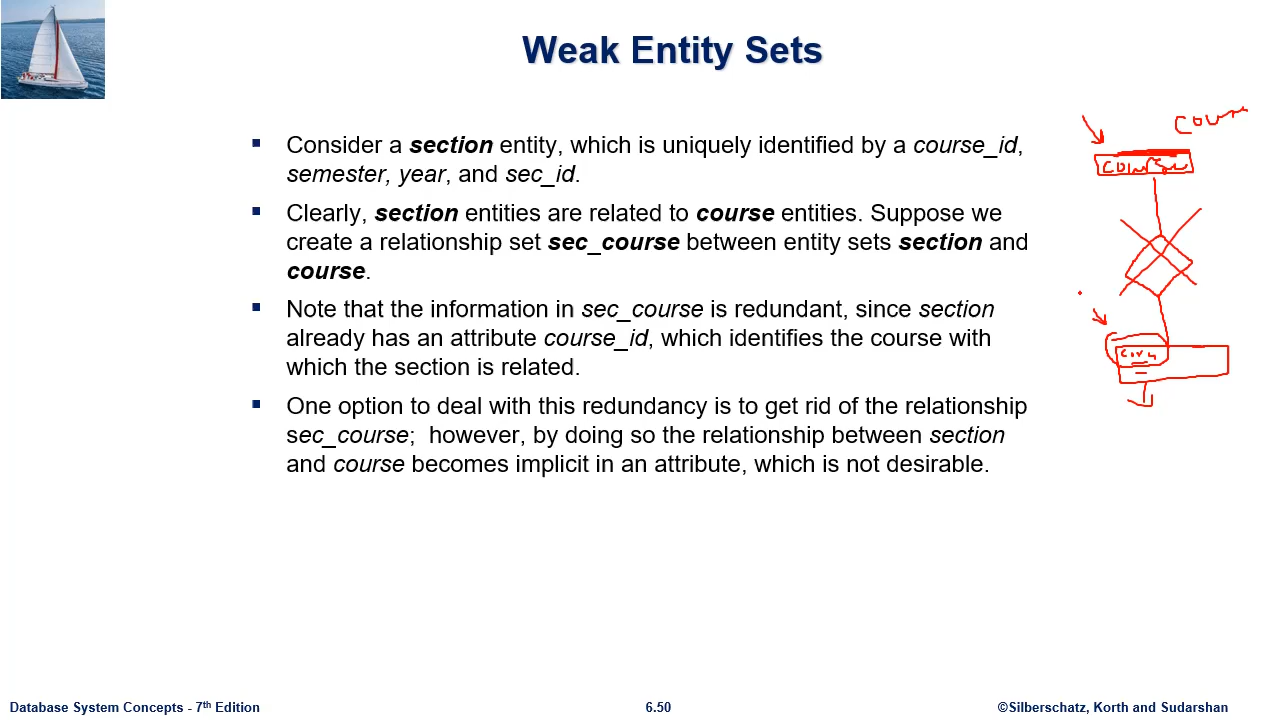 Weak Entity Sets
▪ Consider a section entity, which is uniquely identified by a course_id,
semester, year, and sec_id.
▪ Clearly, section entities are related to course entities. Suppose we
create a relationship set sec_course between entity sets section and
course.
▪ Note that the information in sec_course is redundant, since section
already has an attribute course_id, which identifies the course with
which the section is related.
▪ One option to deal with this redundancy is to get rid of the relationship
sec_course; however, by doing so the relationship between section
and course becomes implicit in an attribute, which is not desirable.
Database System Concepts - 7th Edition
6.50
©Silberschatz, Korth and Sudarshan